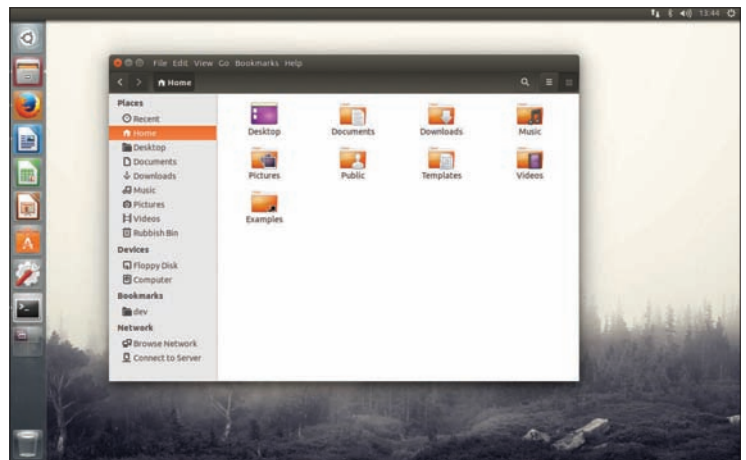 13:44
File Edit View Go Bookmarks Help
Home
Places
Recent
Home
Desktop
Documents
Downloads
Music
Pictures
Videos
Rubbish Bin
Devices
Floppy Disk
Computer
Bookmarks
dev
Network
Browse Network
Connect to Server
Desktop Documents Downloads Music
Pictures Public Templates Videos
Examples